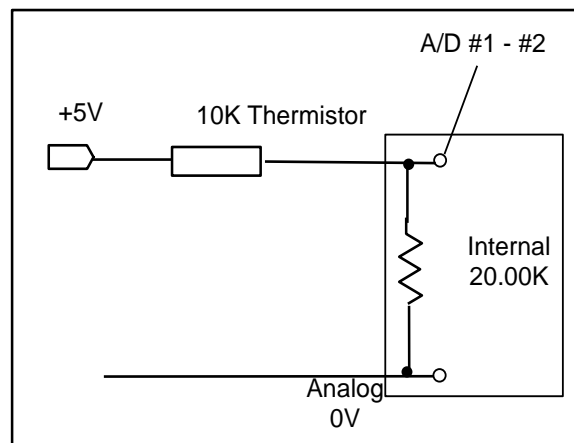 A/D #1 - #2
+5V
10K Thermistor
Internal
20.00K
Analog
0V